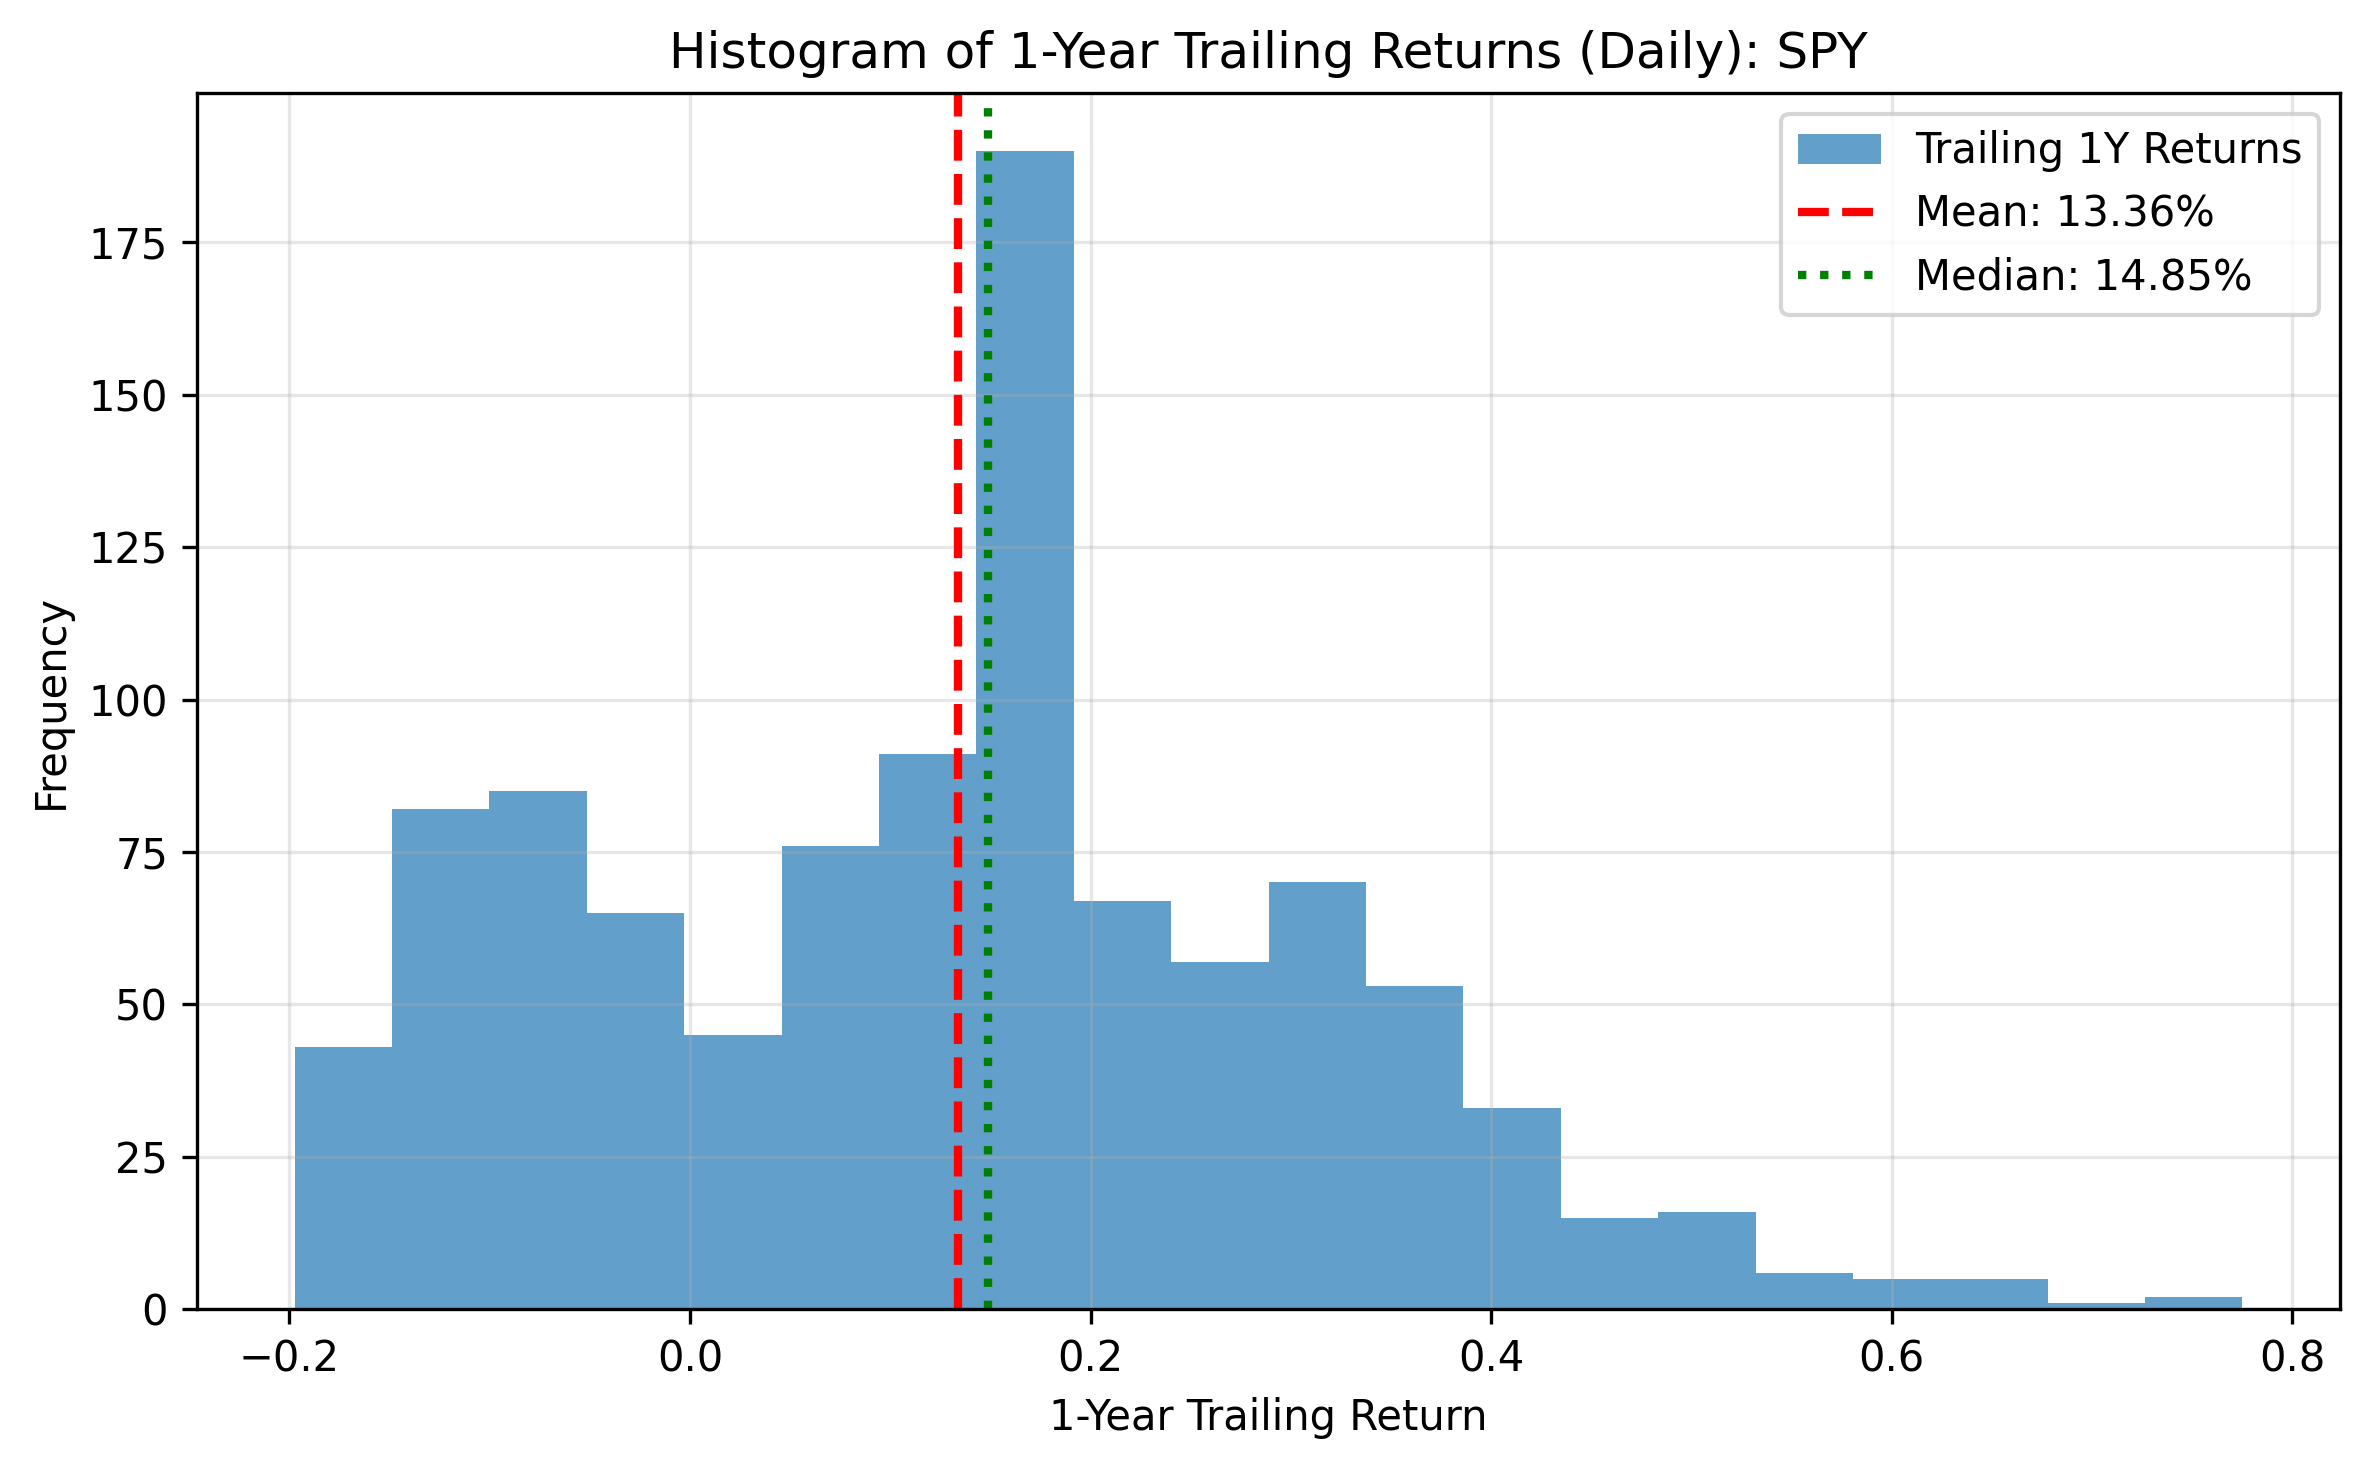 Histogram of 1-Year Trailing Returns (Daily): SPY
Trailing 1Y Returns
Mean: 13.36%
Median: 14.85%
Frequency
175
150
125
100
75
50
25
0
−0.2 0.0 0.2 0.4 0.6 0.8
1-Year Trailing Return